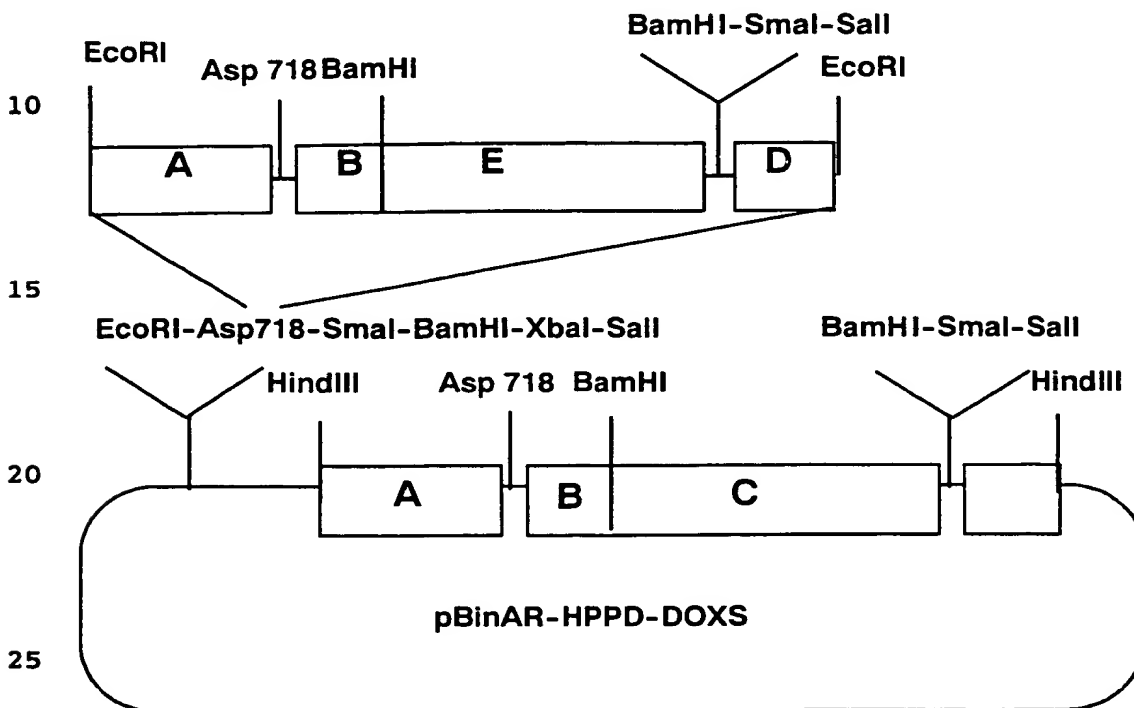 BamHI-SmaI-SalI
EcoRI
Asp 718 BamHI
EcoRI
10
A
B
E
D
15
EcoRI-Asp718-SmaI-BamHI-XbaI-SalI
BamHI-SmaI-SalI
HindIII
Asp 718 BamHI
HindIII
20
A
B
C
pBinAR-HPPD-DOXS
25